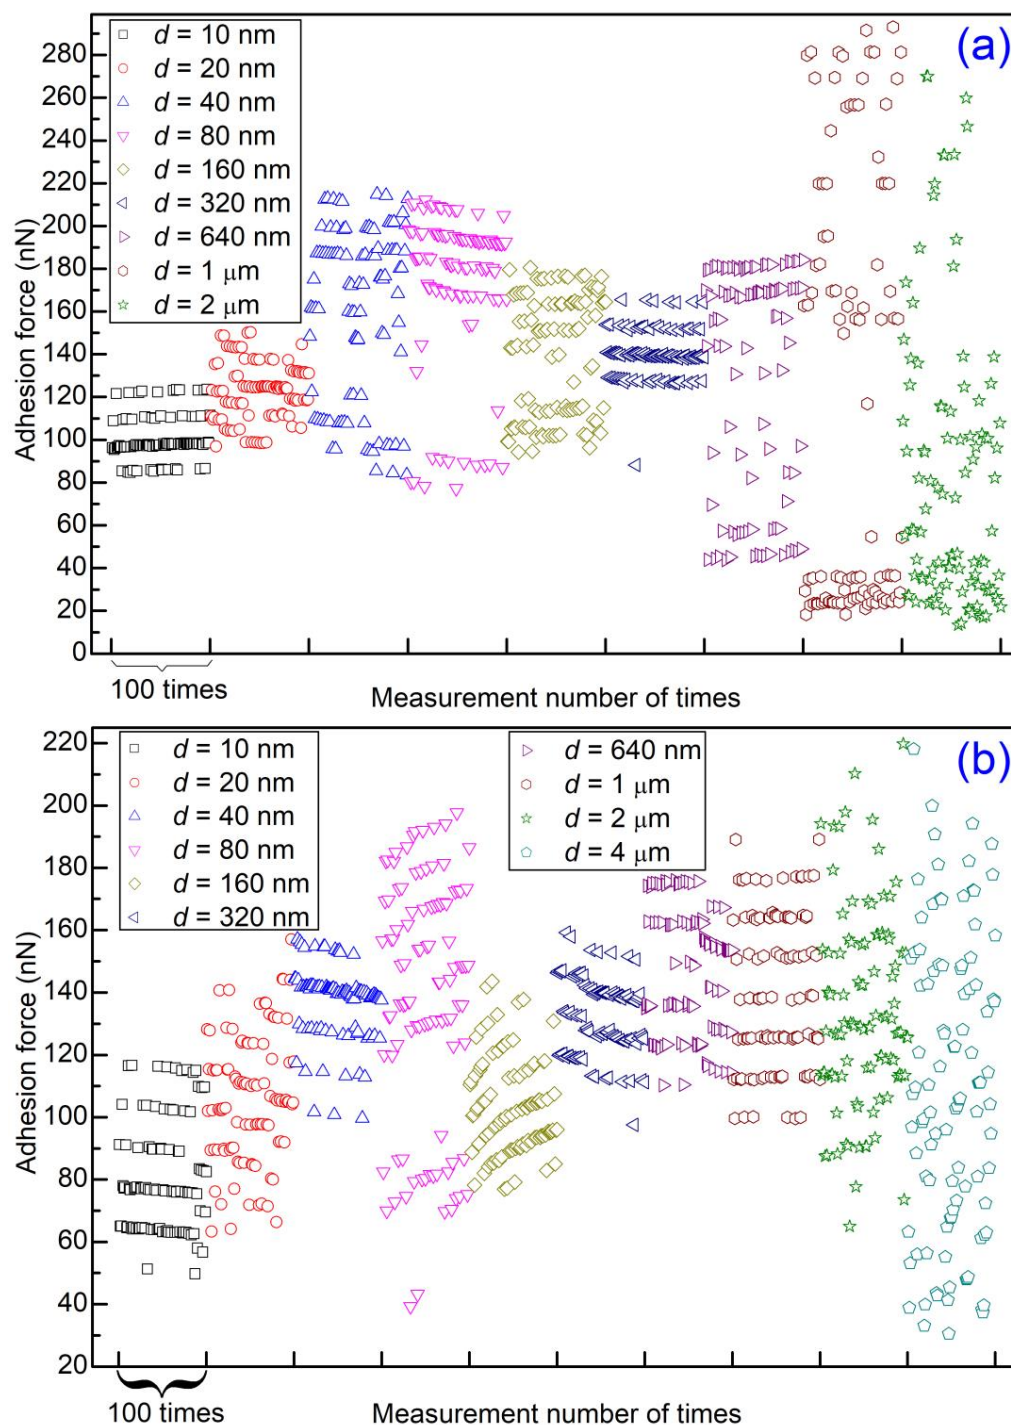 (a)
d = 10 nm
d = 20 nm
d = 40 nm
d = 80 nm
d = 160 nm
d = 320 nm
d = 640 nm
d = 1 μm
d = 2 μm
Adhesion force (nN)
280
260
240
220
200
180
160
140
120
100
80
60
40
20
0
100 times
Measurement number of times
(b)
d = 10 nm
d = 20 nm
d = 40 nm
d = 80 nm
d = 160 nm
d = 320 nm
d = 640 nm
d = 1 μm
d = 2 μm
d = 4 μm
Adhesion force (nN)
220
200
180
160
140
120
100
80
60
40
20
100 times
Measurement number of times